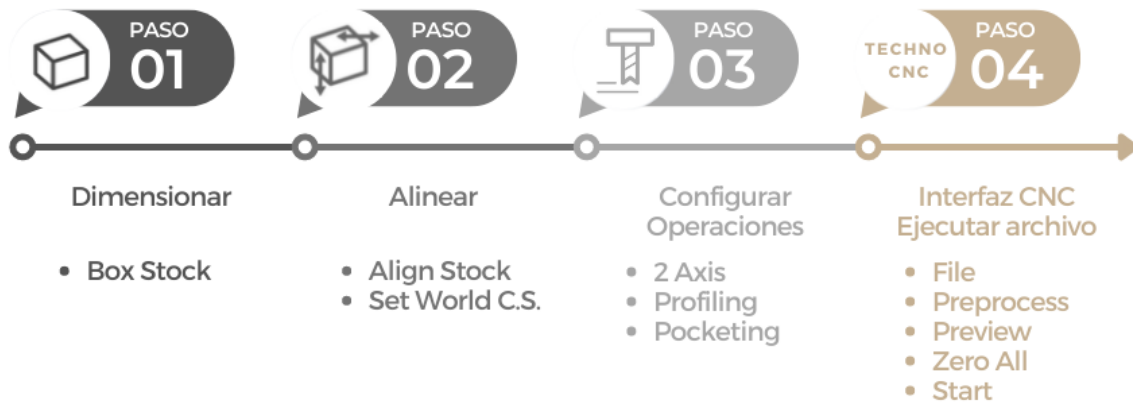 PASO
01
PASO
02
PASO
03
TECHNO
CNC
PASO
04
Dimensionar
• Box Stock
Alinear
• Align Stock
• Set World C.S.
Configurar
Operaciones
• 2 Axis
• Profiling
• Pocketing
Interfaz CNC
Ejecutar archivo
• File
• Preprocess
• Preview
• Zero All
• Start